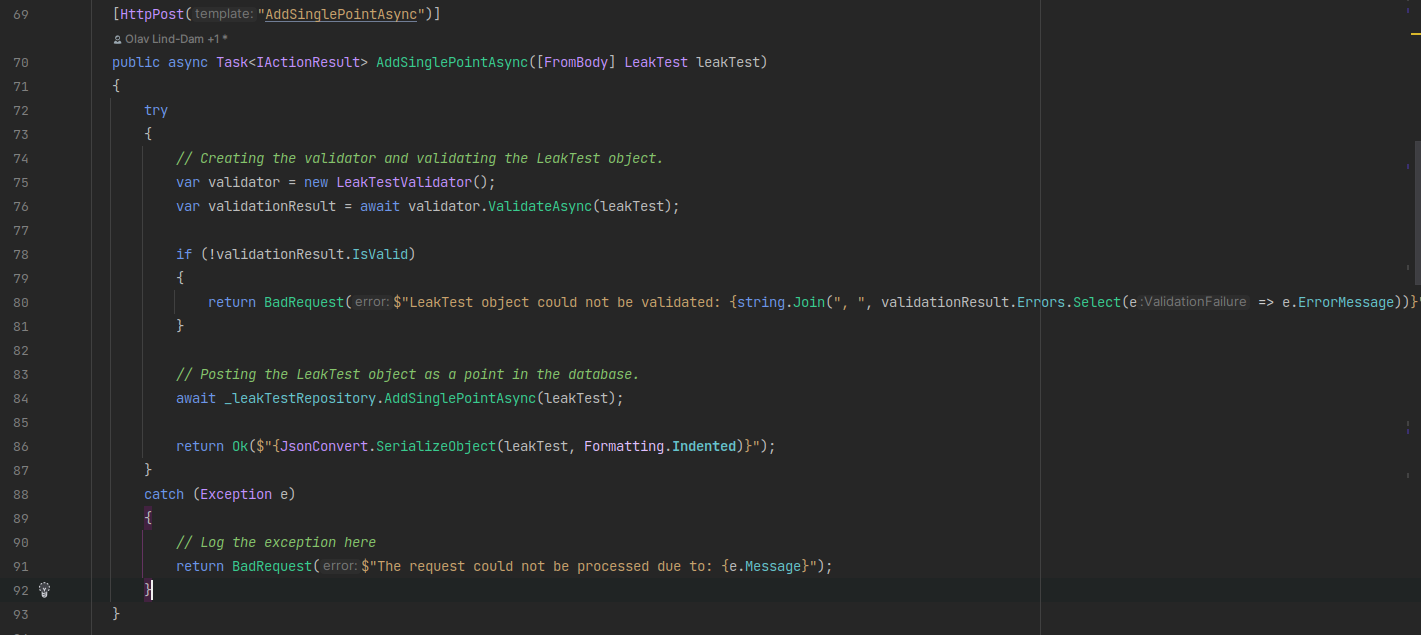 69 [HttpPost(template: "AddSinglePointAsync")]
Olav Lind-Dam +1 *
70 public async Task<IActionResult> AddSinglePointAsync([FromBody] LeakTest leakTest)
71 {
72 try
73 {
74 // Creating the validator and validating the LeakTest object.
75 var validator = new LeakTestValidator();
76 var validationResult = await validator.ValidateAsync(leakTest);
77
78 if (!validationResult.IsValid)
79 {
80 return BadRequest(error: $"LeakTest object could not be validated: {string.Join(", ", validationResult.Errors.Select(e :ValidationFailure => e.ErrorMessage))}"
81 }
82
83 // Posting the LeakTest object as a point in the database.
84 await _leakTestRepository.AddSinglePointAsync(leakTest);
85
86 return Ok($"{JsonConvert.SerializeObject(leakTest, Formatting.Indented)}");
87 }
88 catch (Exception e)
89 {
90 // Log the exception here
91 return BadRequest(error: $"The request could not be processed due to: {e.Message}");
92 }
93 }